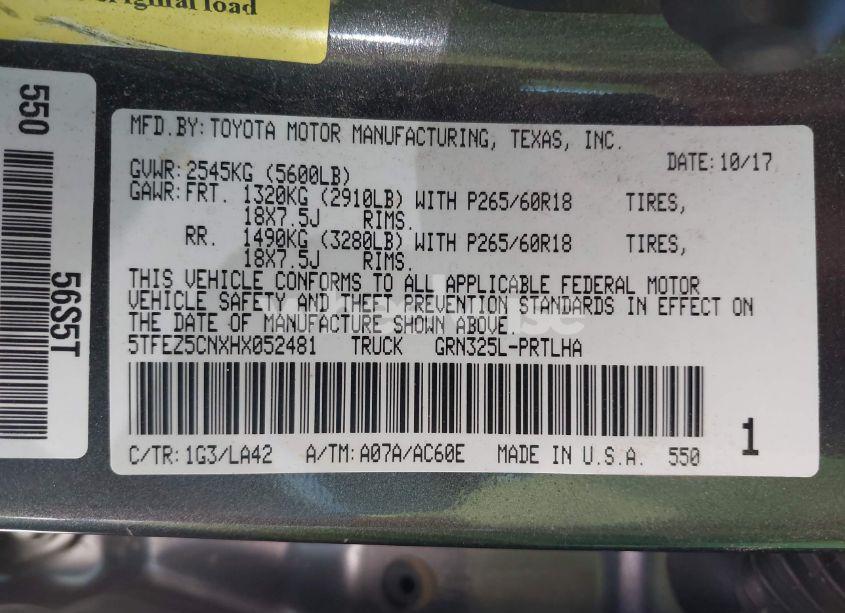 original load
550
56S5T
MFD.BY: TOYOTA MOTOR MANUFACTURING, TEXAS, INC.
DATE: 10/17
GVWR: 2545KG (5600LB)
GAWR: FRT. 1320KG (2910LB) WITH P265/60R18 TIRES,
18X7.5J RIMS.
RR. 1490KG (3280LB) WITH P265/60R18 TIRES,
18X7.5J RIMS.
THIS VEHICLE CONFORMS TO ALL APPLICABLE FEDERAL MOTOR
VEHICLE SAFETY AND THEFT PREVENTION STANDARDS IN EFFECT ON
THE DATE OF MANUFACTURE SHOWN ABOVE.
5TFEZ5CNXHX052481 TRUCK GRN325L-PRTLHA
1
C/TR: 1G3/LA42 A/TM: A07A/AC60E MADE IN U.S.A. 550